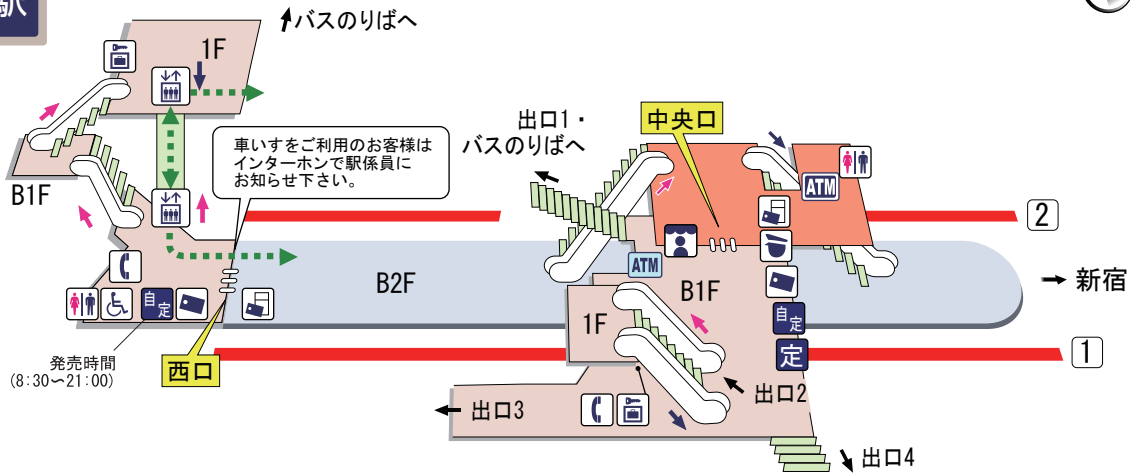 駅
バスのりばへ
1F
車いすをご利用のお客様は
インターホンで駅係員に
お知らせ下さい。
B1F
出口1・
バスのりばへ
中央口
ATM
2
B2F
ATM
B1F
新宿
自定
発売時間
(8:30〜21:00)
西口
1F
自定
定
1
出口2
出口3
出口4